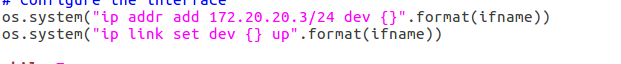 # Configure the interface
os.system("ip addr add 172.20.20.3/24 dev {}".format(ifname))
os.system("ip link set dev {} up".format(ifname))